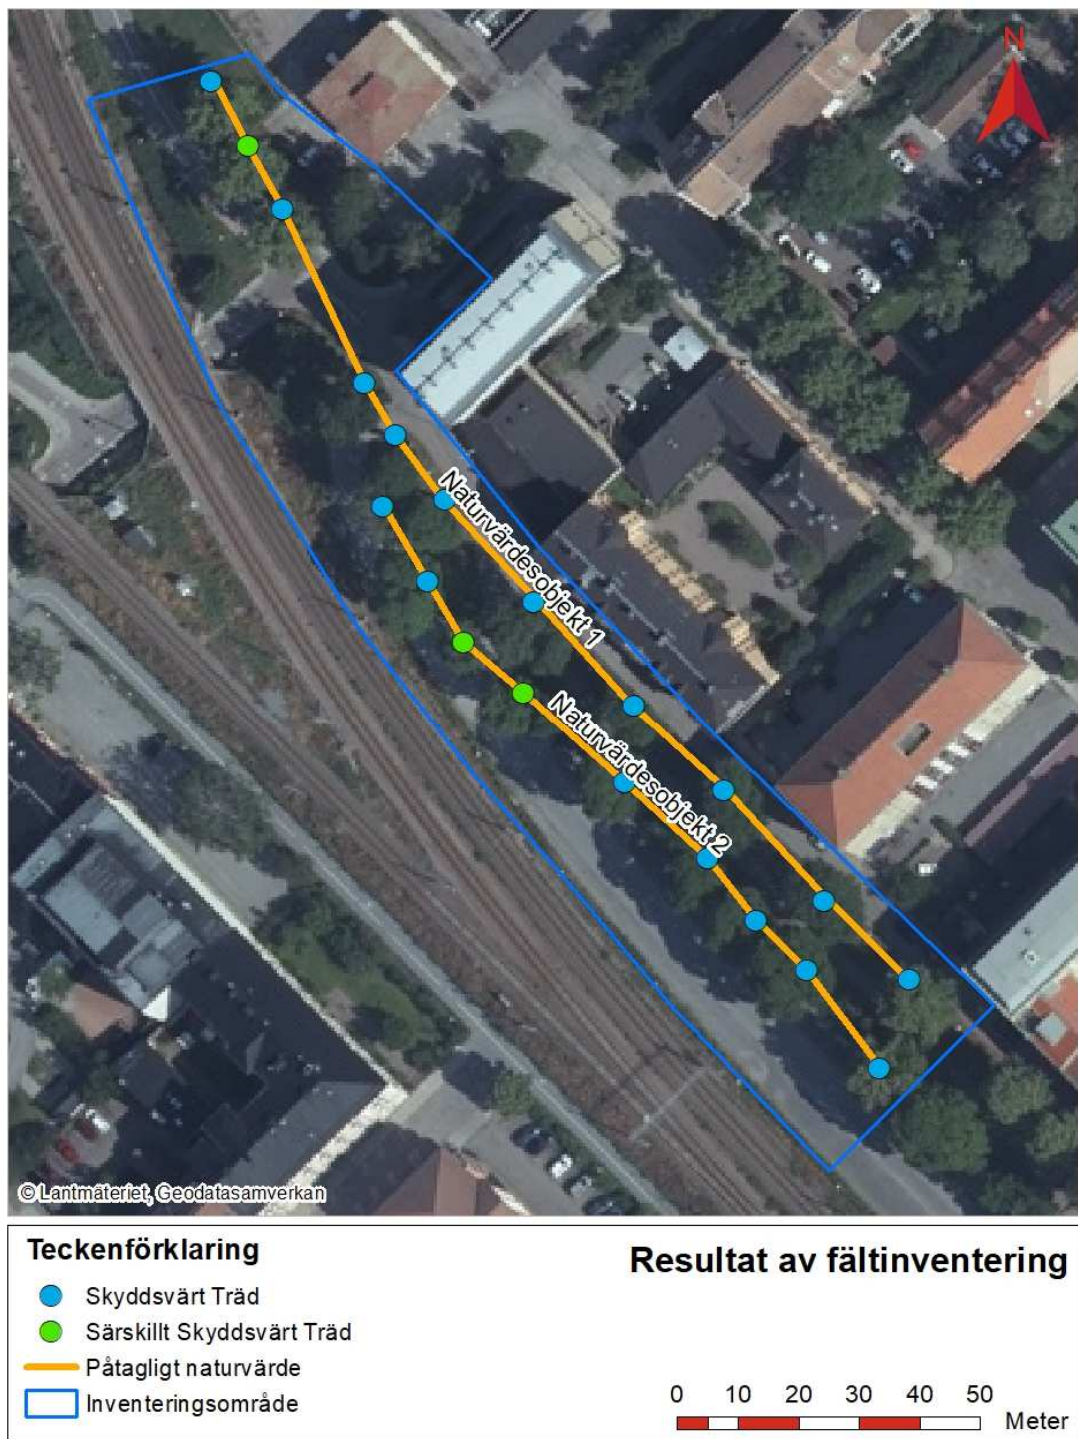 N
Naturvärdesobjekt 1
Naturvärdesobjekt 2
© Lantmäteriet, Geodatasamverkan
Teckenförklaring
Resultat av fältinventering
Skyddsvärt Träd
Särskillt Skyddsvärt Träd
Påtagligt naturvärde
Inventeringsområde
0 10 20 30 40 50
Meter